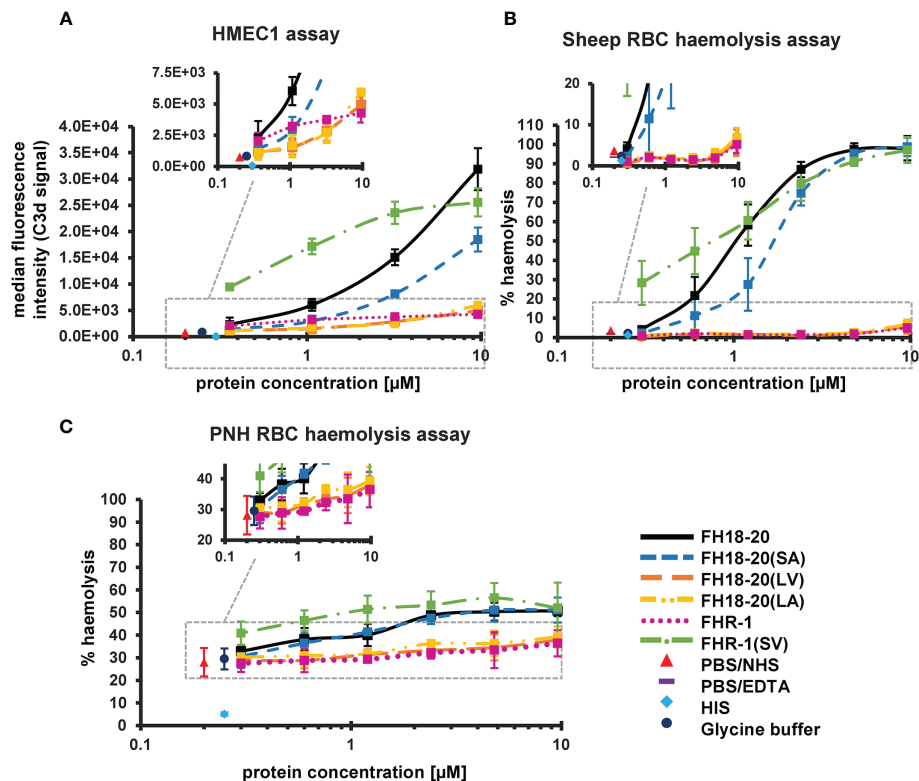 A
HMEC1 assay
7.5E+03
5.0E+03
2.5E+03
0.0E+00
0.1
1
10
4.0E+04
3.5E+04
3.0E+04
2.5E+04
2.0E+04
1.5E+04
1.0E+04
5.0E+03
0.0E+00
0.1
1
10
median fluorescence
intensity (C3d signal)
protein concentration [µM]
B
Sheep RBC haemolysis assay
20
10
0
0.1
1
10
100
90
80
70
60
50
40
30
20
10
0
0.1
1
10
% haemolysis
protein concentration [µM]
C
PNH RBC haemolysis assay
40
30
20
0.1
1
10
100
90
80
70
60
50
40
30
20
10
0
0.1
1
10
% haemolysis
protein concentration [µM]
FH18-20
FH18-20(SA)
FH18-20(LV)
FH18-20(LA)
FHR-1
FHR-1(SV)
PBS/NHS
PBS/EDTA
HIS
Glycine buffer